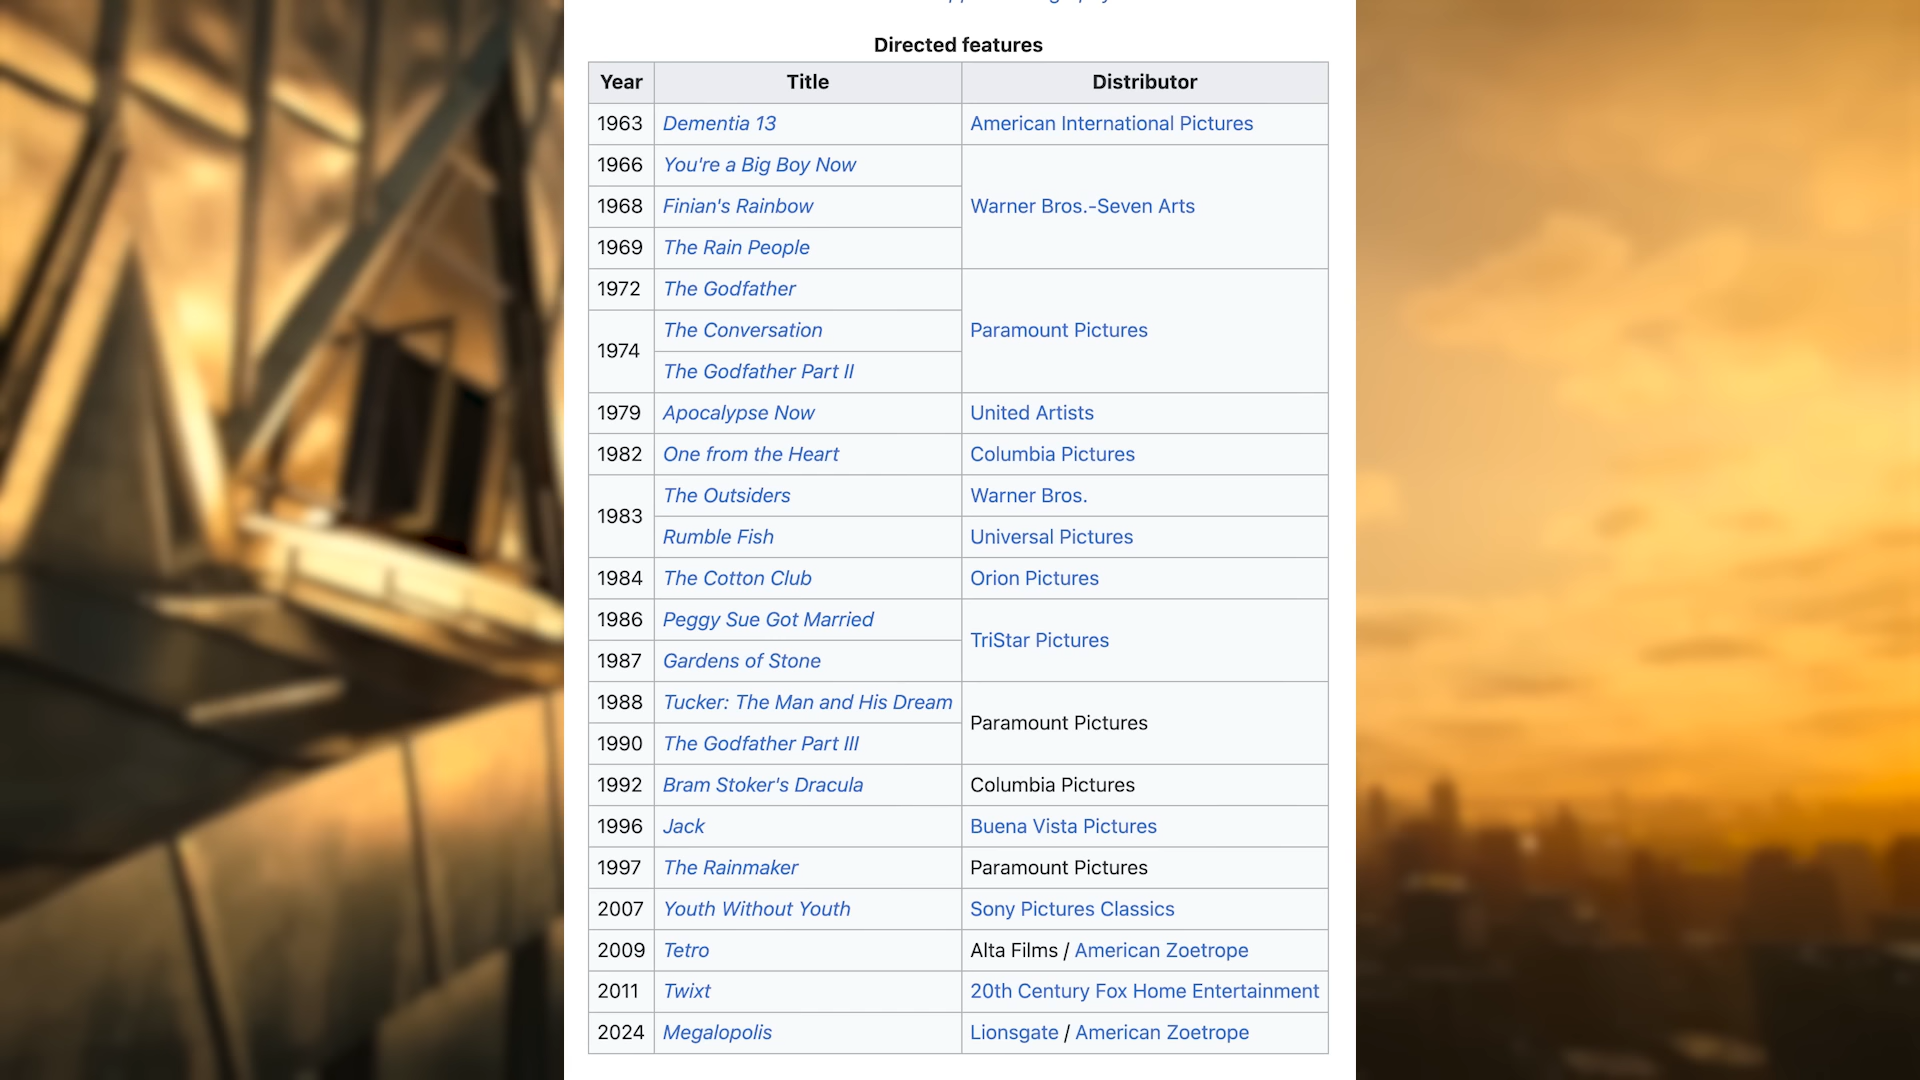 Directed features
Year Title Distributor
1963 Dementia 13 American International Pictures
1966 You're a Big Boy Now
1968 Finian's Rainbow Warner Bros.-Seven Arts
1969 The Rain People
1972 The Godfather
The Conversation Paramount Pictures
1974
The Godfather Part II
1979 Apocalypse Now United Artists
1982 One from the Heart Columbia Pictures
The Outsiders Warner Bros.
1983
Rumble Fish Universal Pictures
1984 The Cotton Club Orion Pictures
1986 Peggy Sue Got Married
TriStar Pictures
1987 Gardens of Stone
1988 Tucker: The Man and His Dream
Paramount Pictures
1990 The Godfather Part III
1992 Bram Stoker's Dracula Columbia Pictures
1996 Jack Buena Vista Pictures
1997 The Rainmaker Paramount Pictures
2007 Youth Without Youth Sony Pictures Classics
2009 Tetro Alta Films / American Zoetrope
2011 Twixt 20th Century Fox Home Entertainment
2024 Megalopolis Lionsgate / American Zoetrope